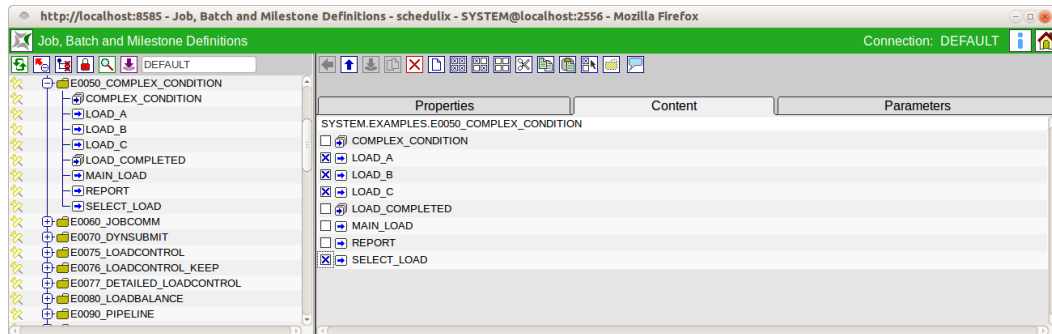 http://localhost:8585 - Job, Batch and Milestone Definitions - schedulix - SYSTEM@localhost:2556 - Mozilla Firefox
Job, Batch and Milestone Definitions
Connection: DEFAULT
DEFAULT
E0050_COMPLEX_CONDITION
COMPLEX_CONDITION
LOAD_A
LOAD_B
LOAD_C
LOAD_COMPLETED
MAIN_LOAD
REPORT
SELECT_LOAD
E0060_JOBCOMM
E0070_DYNSUBMIT
E0075_LOADCONTROL
E0076_LOADCONTROL_KEEP
E0077_DETAILED_LOADCONTROL
E0080_LOADBALANCE
E0090_PIPELINE
Properties
Content
Parameters
SYSTEM.EXAMPLES.E0050_COMPLEX_CONDITION
COMPLEX_CONDITION
LOAD_A
LOAD_B
LOAD_C
LOAD_COMPLETED
MAIN_LOAD
REPORT
SELECT_LOAD